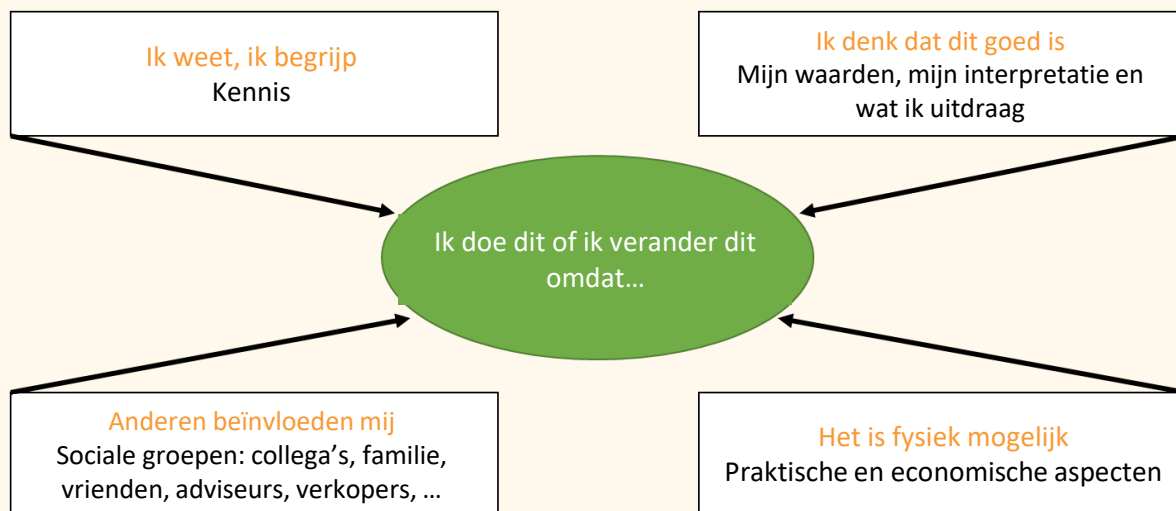 Ik weet, ik begrijp
Kennis
Ik denk dat dit goed is
Mijn waarden, mijn interpretatie en
wat ik uitdraag
Ik doe dit of ik verander dit
omdat…
Anderen beïnvloeden mij
Sociale groepen: collega’s, familie,
vrienden, adviseurs, verkopers, …
Het is fysiek mogelijk
Praktische en economische aspecten